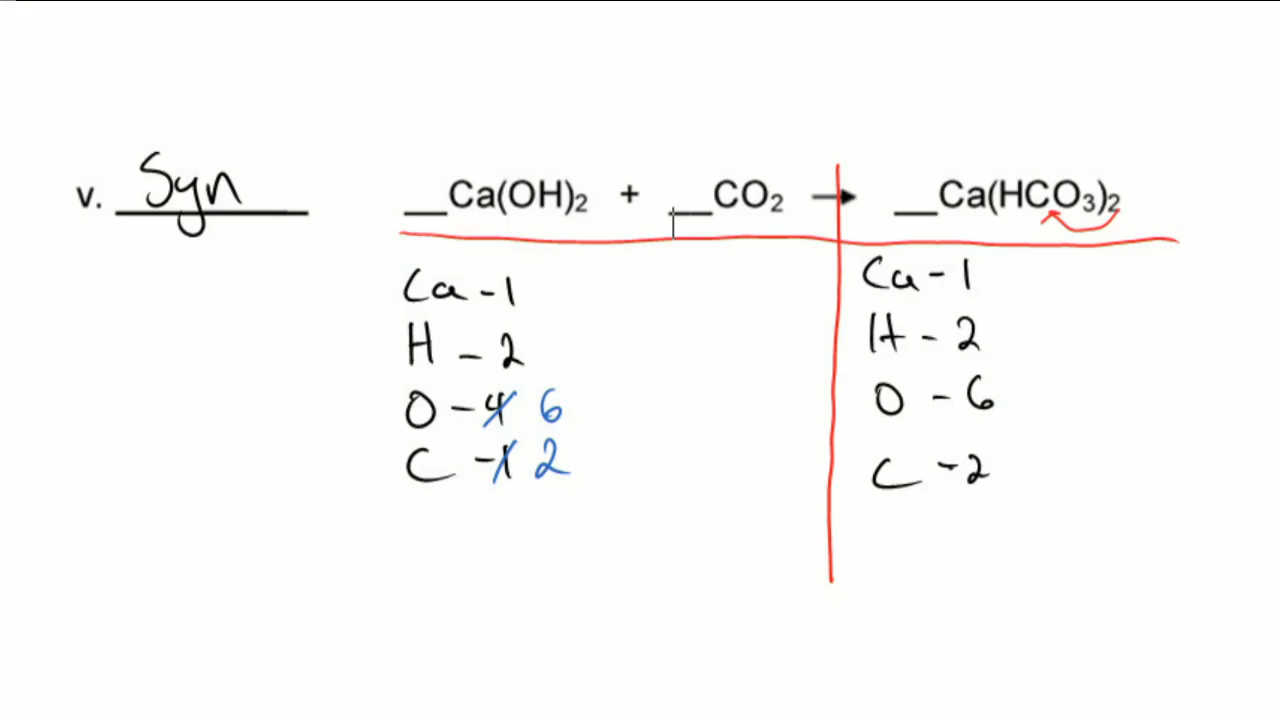 v. Syn __Ca(OH)₂ + __CO₂ → __Ca(HCO₃)₂
Ca - 1
H - 2
O - 4 6
C - 1 2
Ca - 1
H - 2
O - 6
C - 2